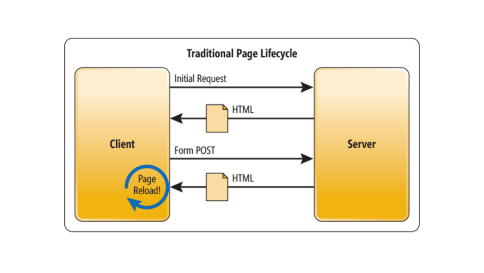 Traditional Page Lifecycle
Initial Request
HTML
Client
Server
Form POST
Page
Reload!
HTML